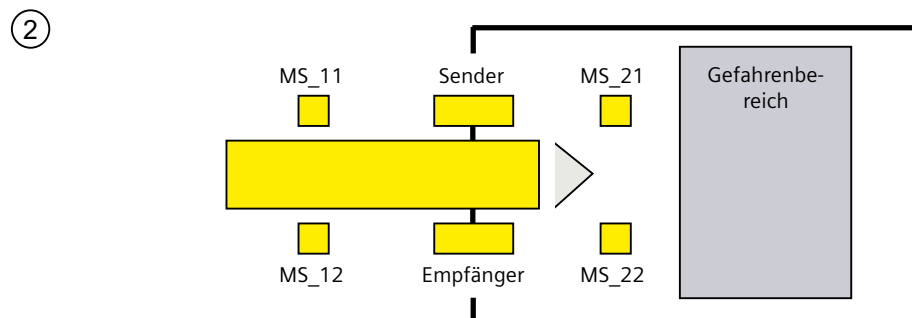 2
MS_11
Sender
MS_21
Gefahrenbe-
reich
MS_12
Empfänger
MS_22